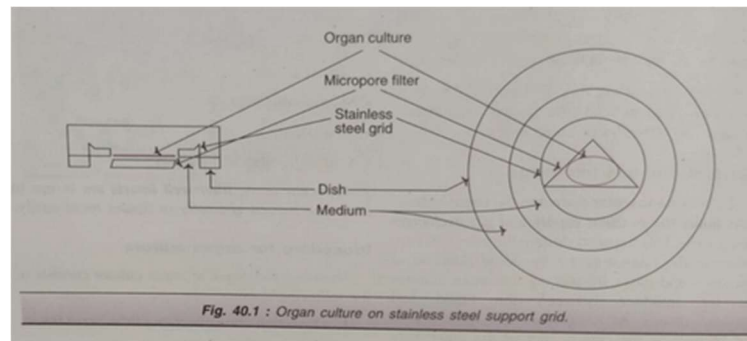 Organ culture
Micropore filter
Stainless
steel grid
Dish
Medium
Fig. 40.1 : Organ culture on stainless steel support grid.